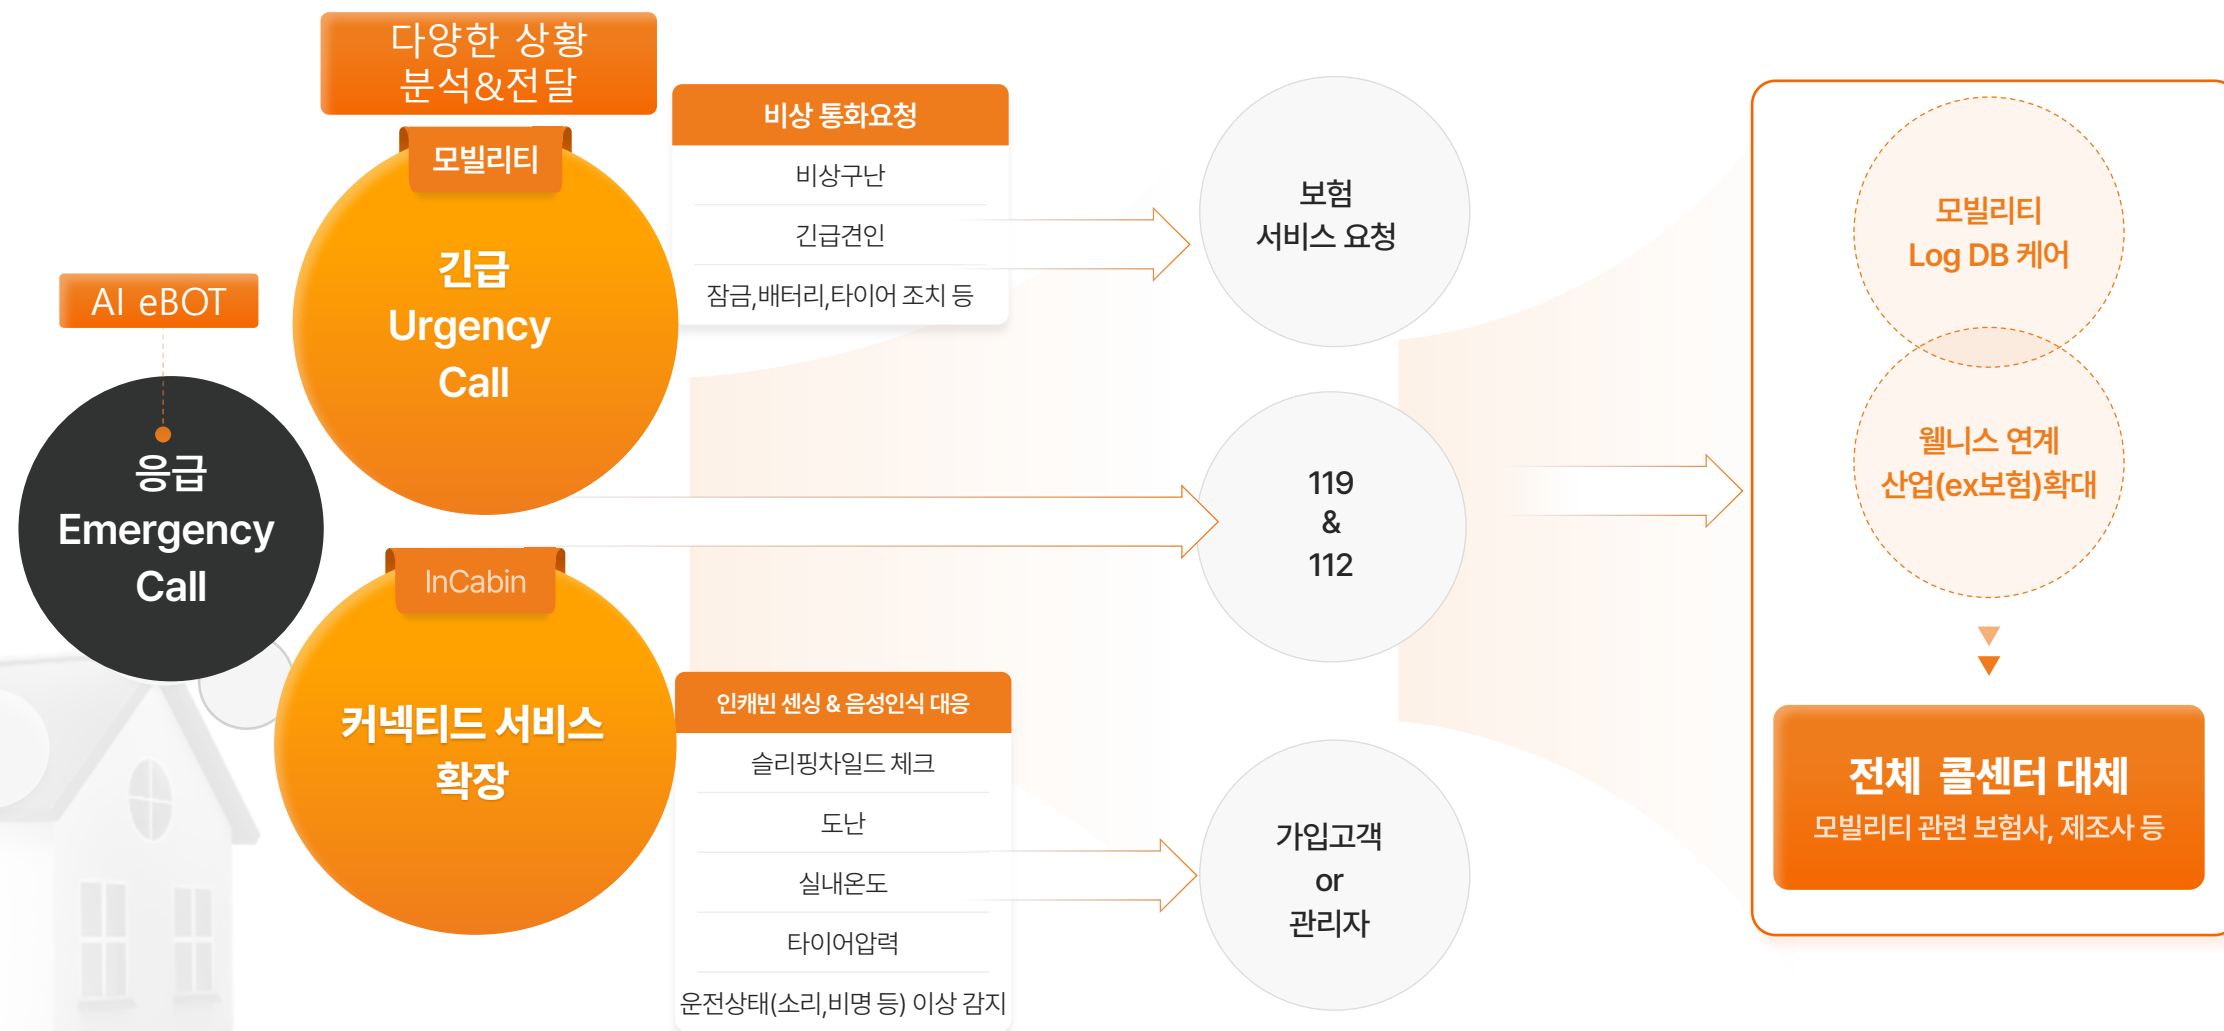 다양한 상황
분석&전달
AI eBOT
응급
Emergency
Call
모빌리티
긴급
Urgency
Call
InCabin
커넥티드 서비스
확장
비상 통화요청
비상구난
긴급견인
잠금,배터리,타이어 조치 등
인캐빈 센싱 & 음성인식 대응
슬리핑차일드 체크
도난
실내온도
타이어압력
운전상태(소리,비명 등) 이상 감지
보험
서비스 요청
119
&
112
가입고객
or
관리자
모빌리티
Log DB 케어
웰니스 연계
산업(ex보험)확대
전체 콜센터 대체
모빌리티 관련 보험사, 제조사 등